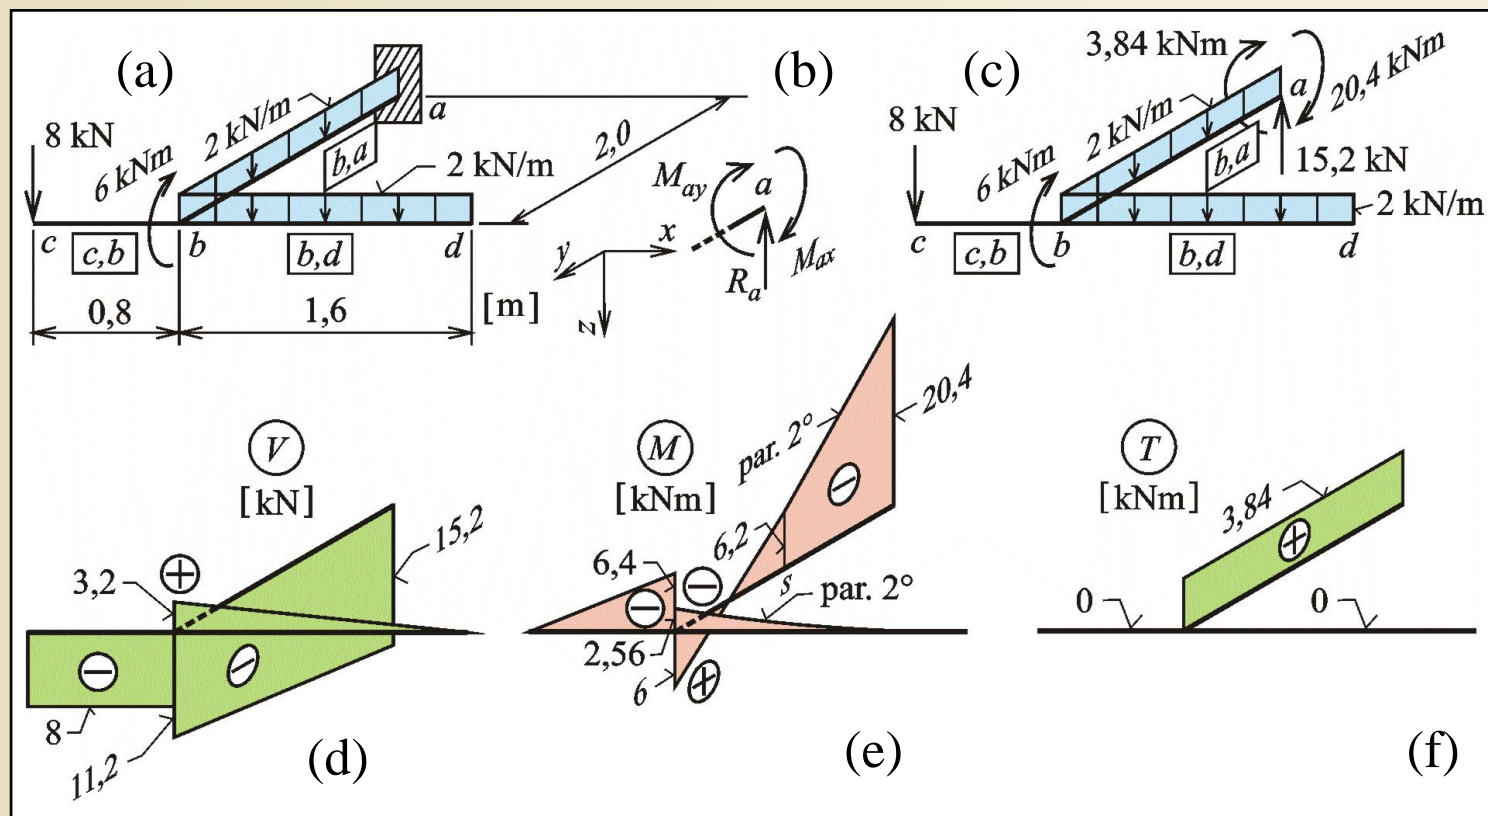 (a)
8 kN
6 kNm
2 kN/m
a
b,a
2 kN/m
c
c,b
b
b,d
d
0,8
1,6
[m]
2,0
(b)
May
a
Max
Ra
x
y
z
(c)
8 kN
6 kNm
2 kN/m
3,84 kNm
a
20,4 kNm
15,2 kN
b,a
2 kN/m
c
c,b
b
b,d
d
V
[kN]
3,2
+
15,2
−
−
8
11,2
(d)
M
[kNm]
par. 2°
20,4
−
6,4
6,2
−
−
s
par. 2°
2,56
6
+
(e)
T
[kNm]
3,84
+
0
0
(f)